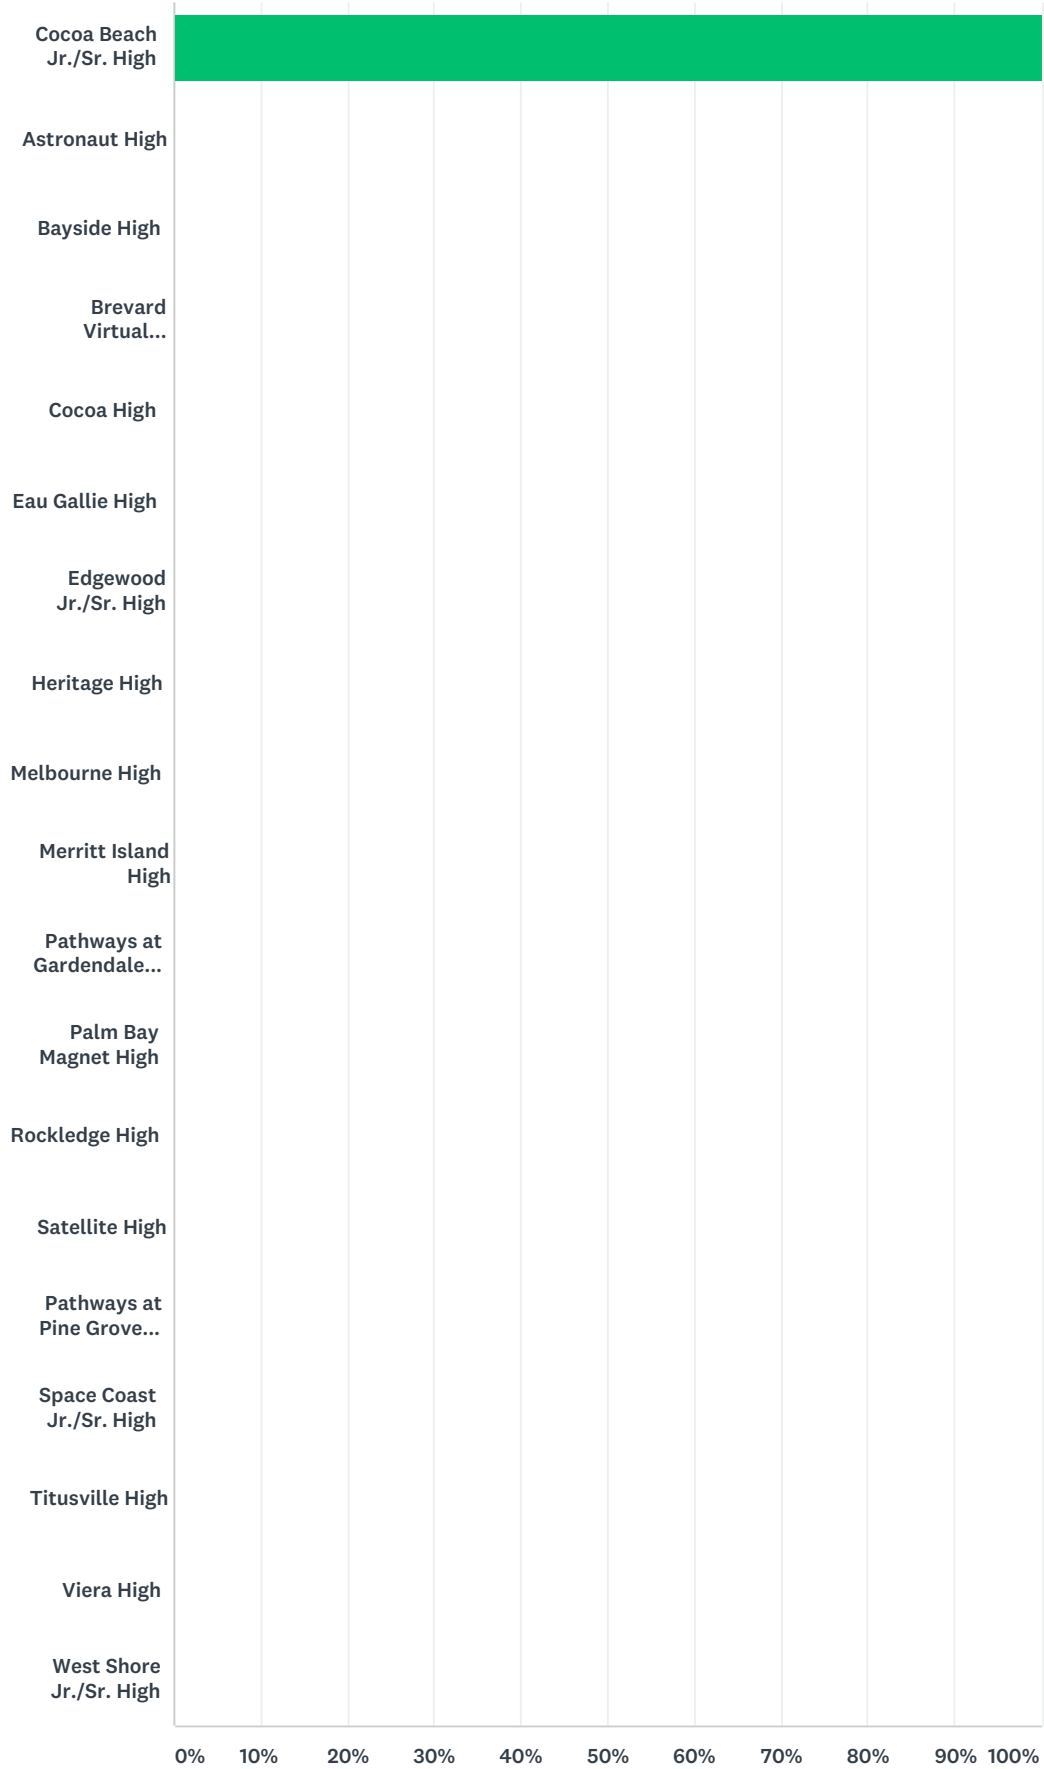 Cocoa Beach
Jr./Sr. High
Astronaut High
Bayside High
Brevard
Virtual...
Cocoa High
Eau Gallie High
Edgewood
Jr./Sr. High
Heritage High
Melbourne High
Merritt Island
High
Pathways at
Gardendale...
Palm Bay
Magnet High
Rockledge High
Satellite High
Pathways at
Pine Grove...
Space Coast
Jr./Sr. High
Titusville High
Viera High
West Shore
Jr./Sr. High
0% 10% 20% 30% 40% 50% 60% 70% 80% 90% 100%